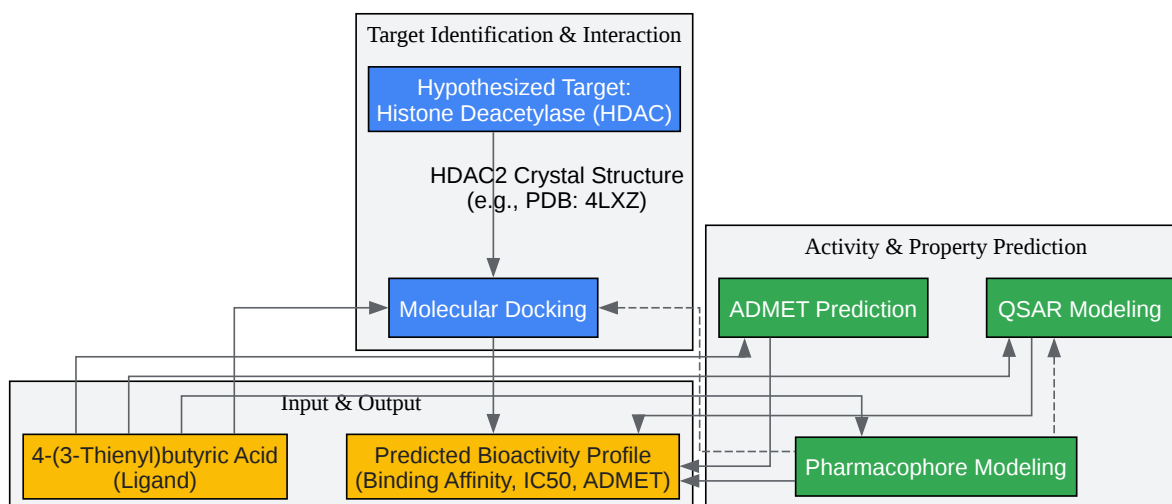 Target Identification & Interaction
Hypothesized Target:
Histone Deacetylase (HDAC)
HDAC2 Crystal Structure
(e.g., PDB: 4LXZ)
Molecular Docking
Activity & Property Prediction
ADMET Prediction
QSAR Modeling
Pharmacophore Modeling
Input & Output
4-(3-Thienyl)butyric Acid
(Ligand)
Predicted Bioactivity Profile
(Binding Affinity, IC50, ADMET)